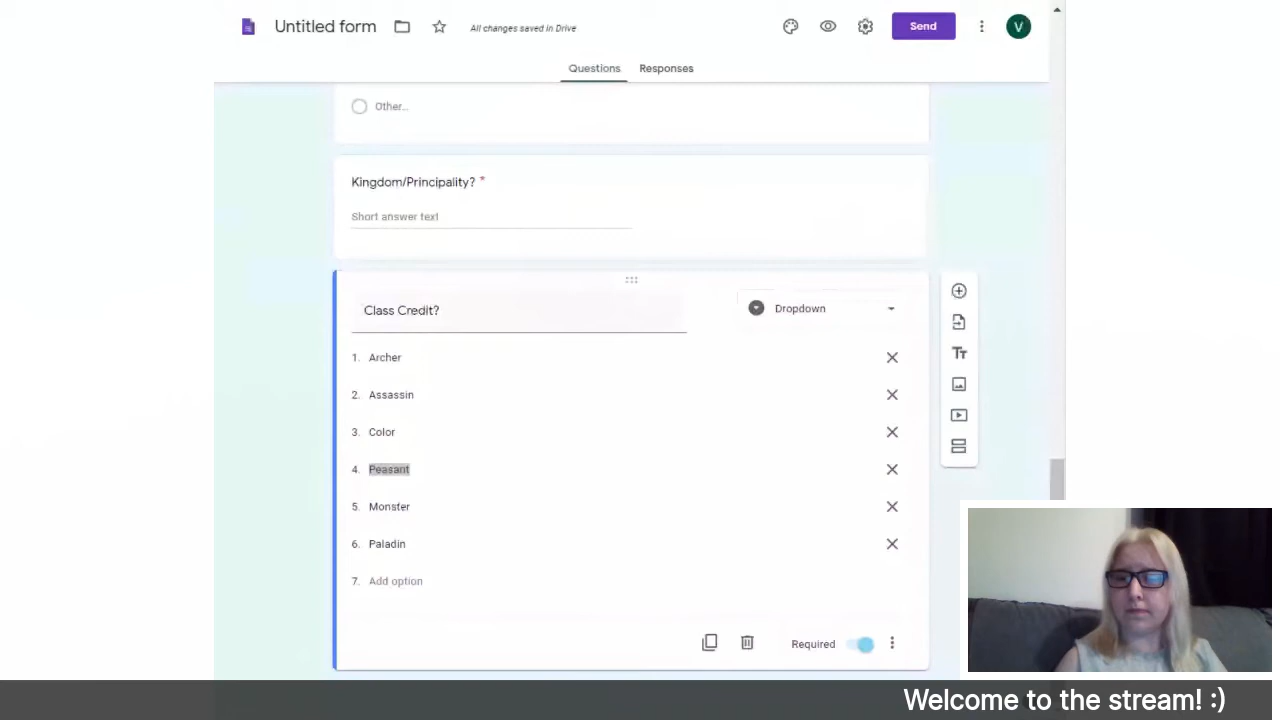 Untitled form
All changes saved in Drive
Send
V
Questions
Responses
Other...
Kingdom/Principality? *
Short answer text
Class Credit?
Dropdown
1. Archer
2. Assassin
3. Color
4. Peasant
5. Monster
6. Paladin
7. Add option
Tт
Required
Welcome to the stream! :)